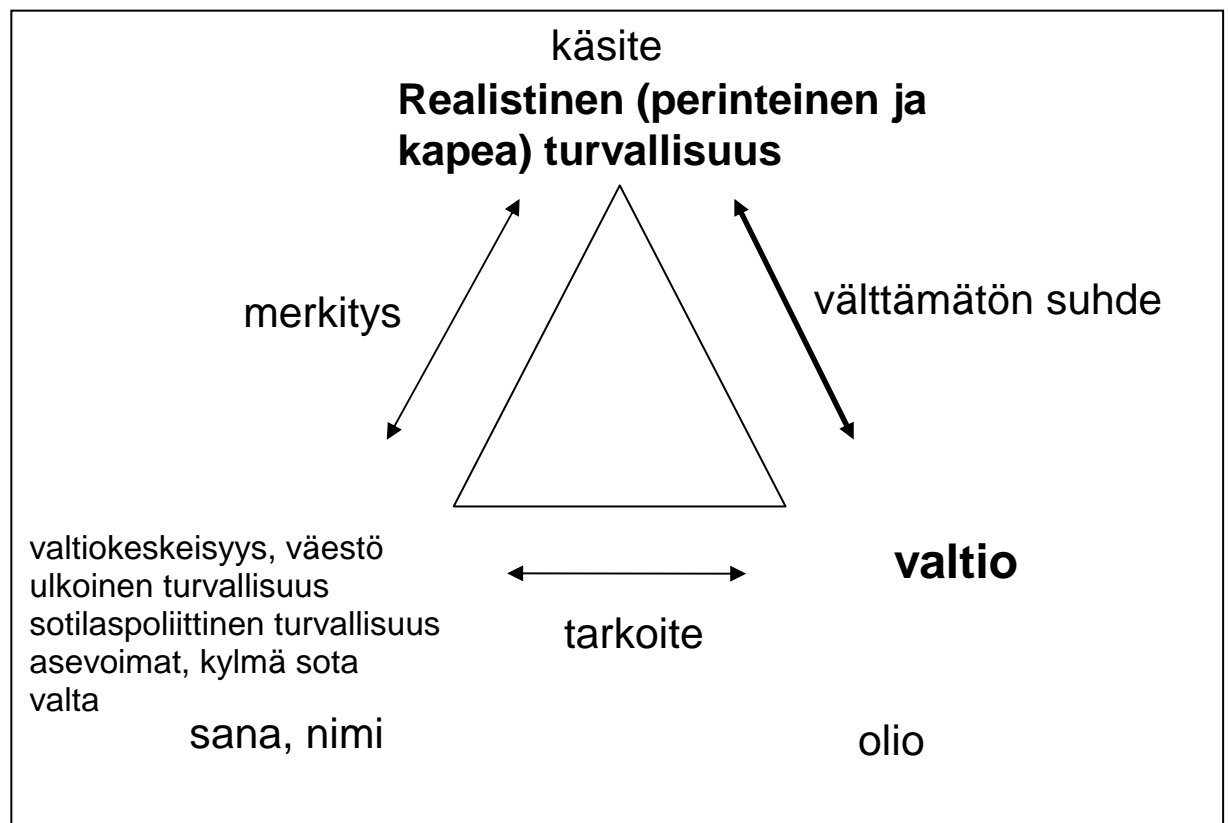 käsite
Realistinen (perinteinen ja
kapea) turvallisuus
merkitys
välttämätön suhde
valtiokeskeisyys, väestö
ulkoinen turvallisuus
sotilaspoliittinen turvallisuus
asevoimat, kylmä sota
valta
valtio
tarkoite
sana, nimi
olio